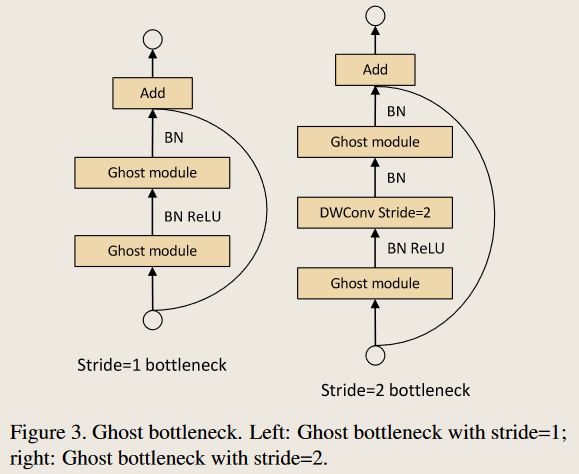 Add
BN
Ghost module
BN ReLU
Ghost module
Stride=1 bottleneck
Add
BN
Ghost module
BN
DWConv Stride=2
BN ReLU
Ghost module
Stride=2 bottleneck
Figure 3. Ghost bottleneck. Left: Ghost bottleneck with stride=1;
right: Ghost bottleneck with stride=2.